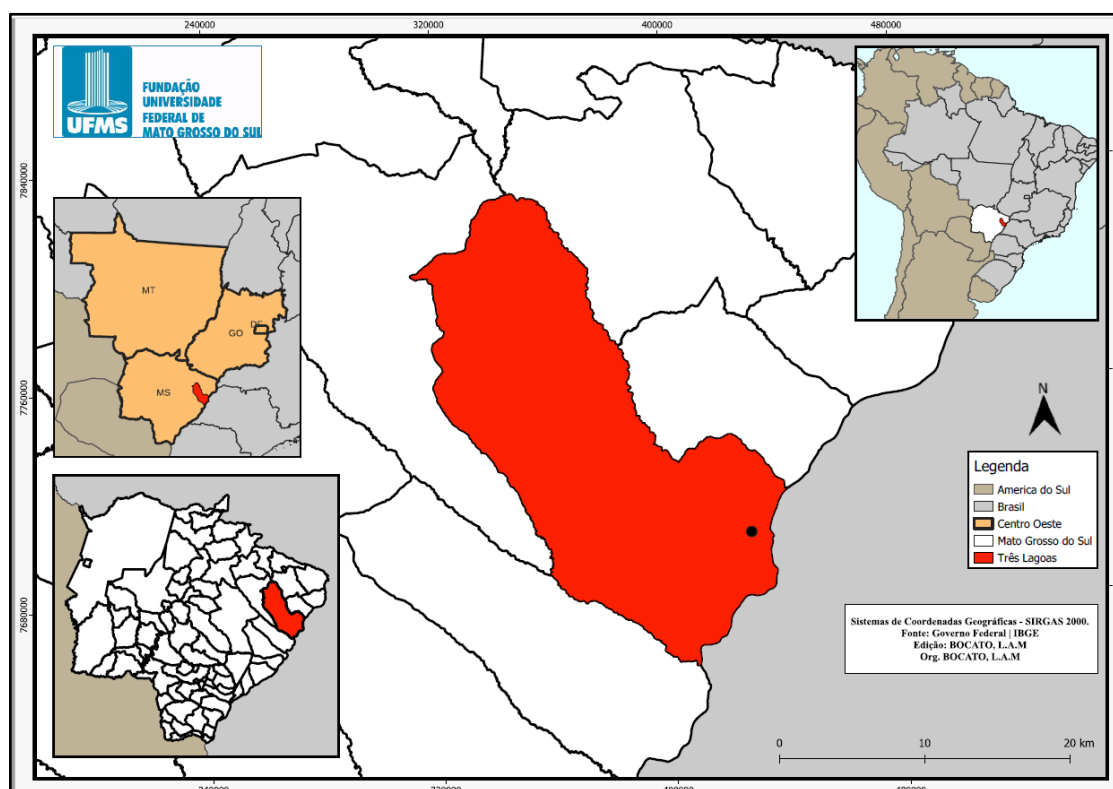 240000
320000
400000
480000
UFMS
FUNDAÇÃO
UNIVERSIDADE
FEDERAL DE
MATO GROSSO DO SUL
7840000
7760000
7680000
MT
GO
DF
MS
N
Legenda
America do Sul
Brasil
Centro Oeste
Mato Grosso do Sul
Três Lagoas
Sistemas de Coordenadas Geográficas - SIRGAS 2000.
Fonte: Governo Federal | IBGE
Edição: BOCATO, L.A.M
Org. BOCATO, L.A.M
0
10
20 km